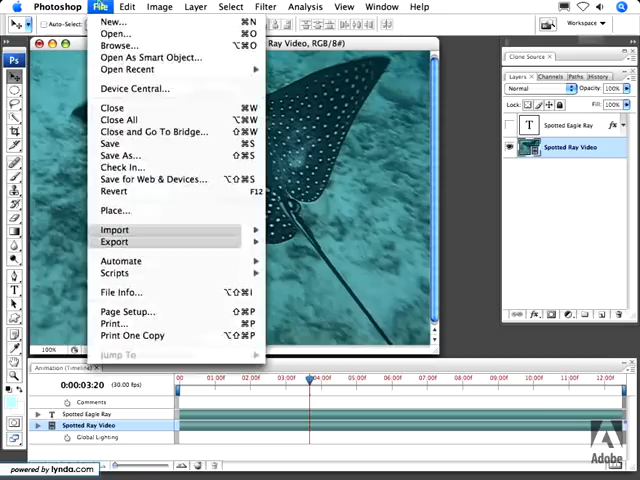 Photoshop File Edit Image Layer Select Filter Analysis View Window Help
Auto-Select:
Workspace
Ray Video, RGB/8#)
New... ⌘N
Open... ⌘O
Browse... ⌥⌘O
Open As Smart Object...
Open Recent
Device Central...
Close ⌘W
Close All ⌥⌘W
Close and Go To Bridge... ⇧⌘W
Save ⌘S
Save As... ⇧⌘S
Check In...
Save for Web & Devices... ⌥⇧⌘S
Revert F12
Place...
Import
Export
Automate
Scripts
File Info... ⌥⇧⌘I
Page Setup... ⇧⌘P
Print... ⌘P
Print One Copy ⌥⇧⌘P
Jump To
Ps
Clone Source
Layers Channels Paths History
Normal Opacity: 100%
Lock: Fill: 100%
T Spotted Eagle Ray fx
Spotted Ray Video
100%
Animation (Timeline)
0:00:03:20 (30.00 fps)
00 01:00f 02:00f 03:00f 04:00f 05:00f 06:00f 07:00f 08:00f 09:00f 10:00f 11:00f 12:00f
Comments
T Spotted Eagle Ray
Spotted Ray Video
Global Lighting
Adobe
powered by lynda.com